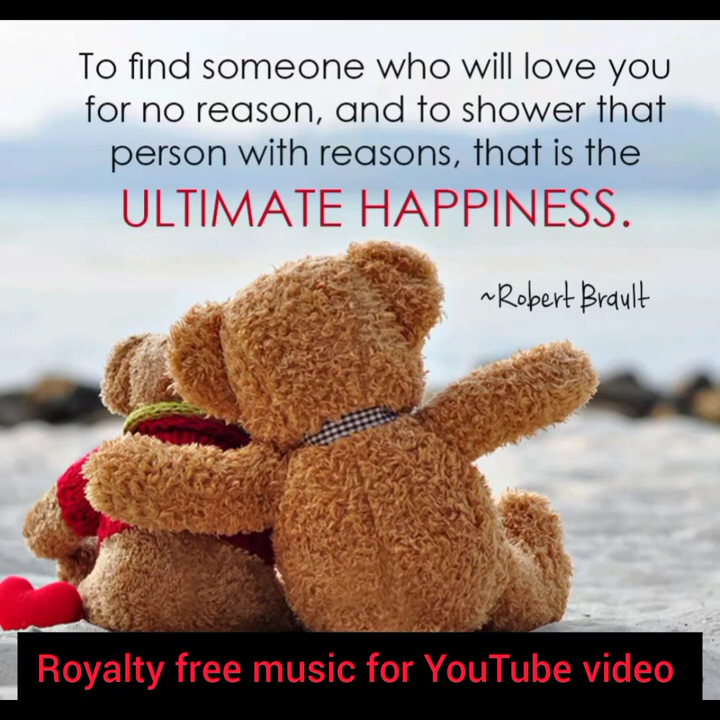 To find someone who will love you
for no reason, and to shower that
person with reasons, that is the
ULTIMATE HAPPINESS.
~Robert Brault
Royalty free music for YouTube video